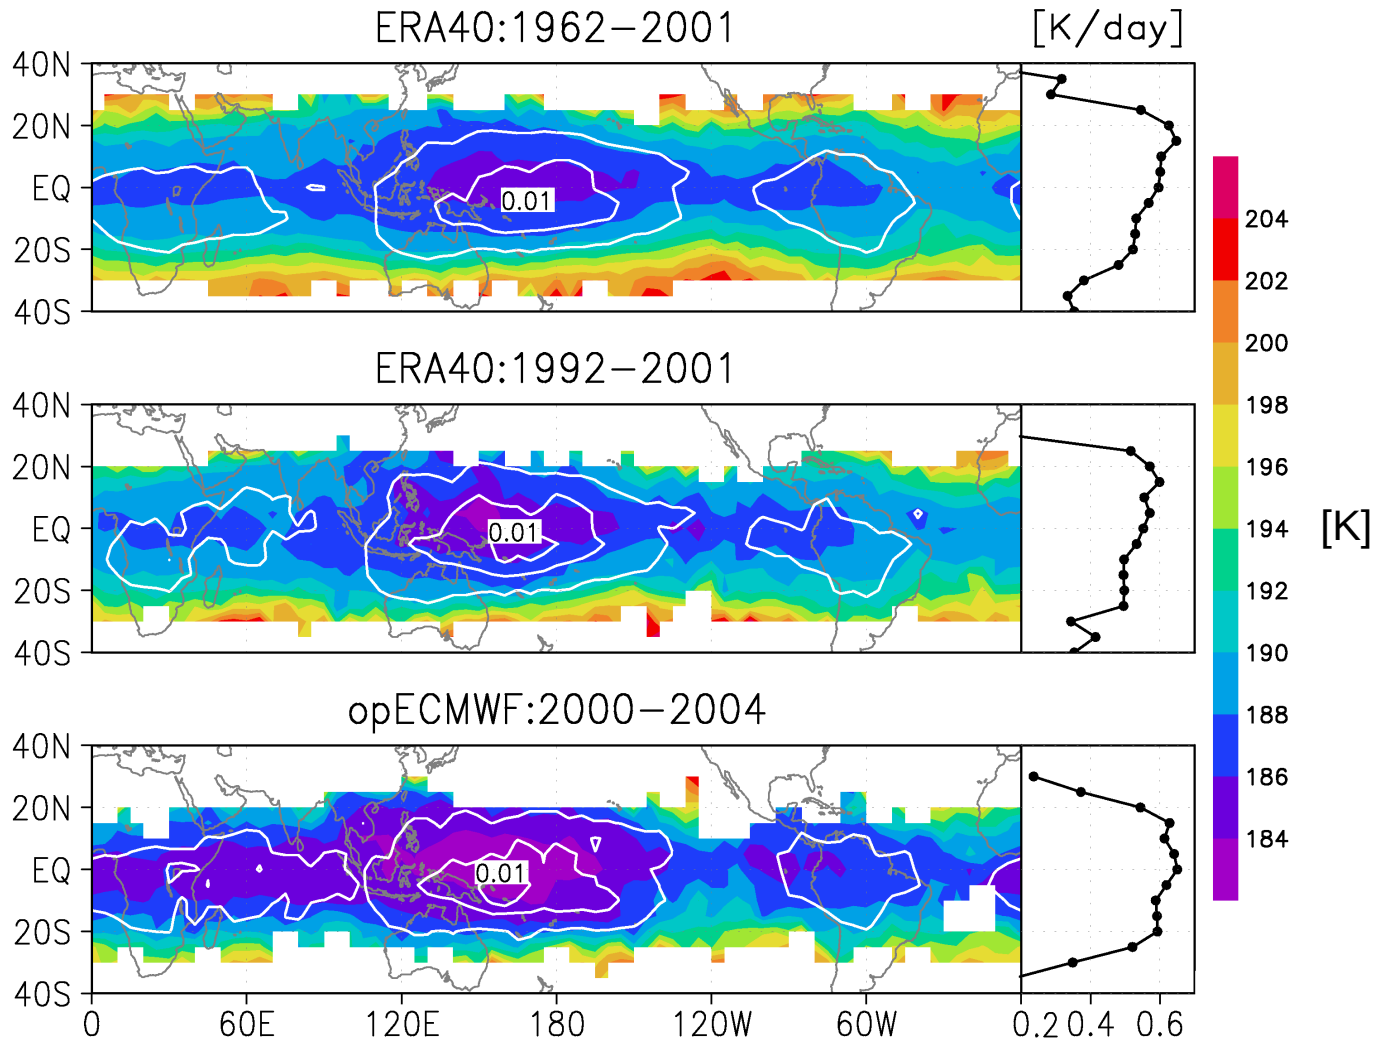 ERA40:1962−2001 [K/day]
40N
20N
EQ
20S
40S
0.01
ERA40:1992−2001
40N
20N
EQ
20S
40S
0.01
opECMWF:2000−2004
40N
20N
EQ
20S
40S
0.01
0 60E 120E 180 120W 60W 0.2 0.4 0.6
204
202
200
198
196
194
192
190
188
186
184
[K]